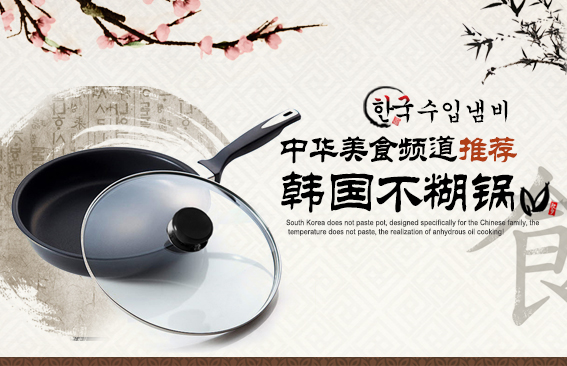 한국수입냄비
中华美食频道推荐
韩国不糊锅
South Korea does not paste pot, designed specifically for the Chinese family, the
temperature does not paste, the realization of anhydrous oil cooking!
食